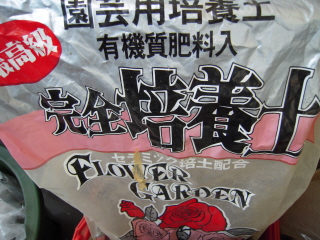 園芸用培養土
有機質肥料入
最高級
完全培養土
セラミック培土配合
FLOWER
GARDEN